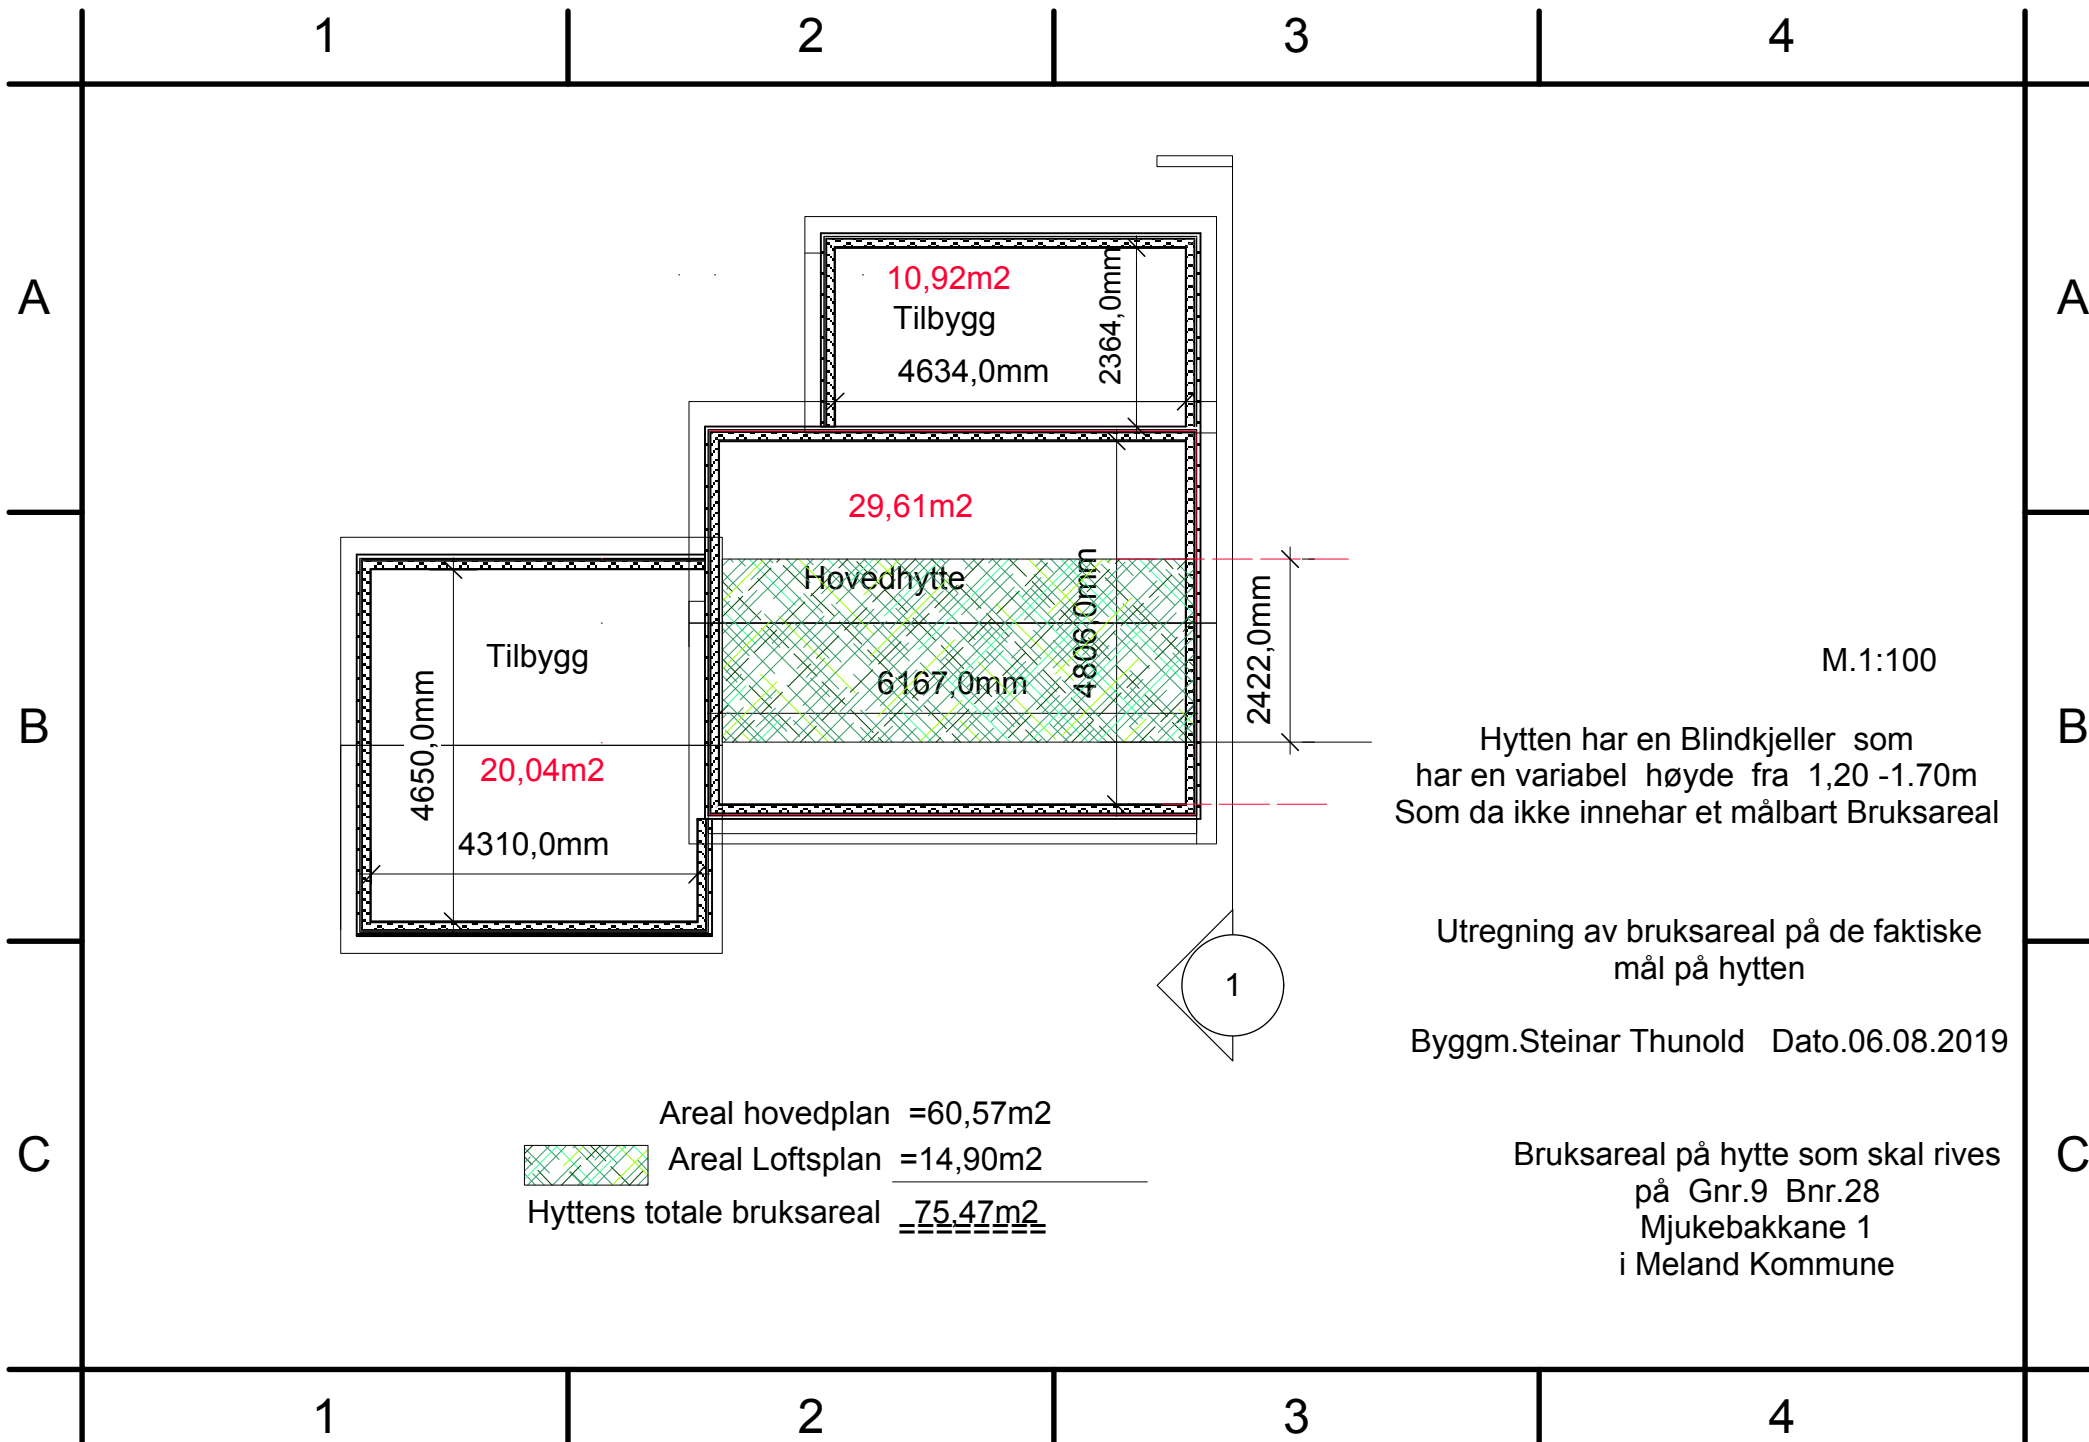 1 2 3 4
A A
10,92m2
Tilbygg
4634,0mm
2364,0mm
29,61m2
Hovedhytte
6167,0mm
4806,0mm
2422,0mm
Tilbygg
4650,0mm
20,04m2
4310,0mm
B B
M.1:100
Hytten har en Blindkjeller som
har en variabel høyde fra 1,20 -1.70m
Som da ikke innehar et målbart Bruksareal
Utregning av bruksareal på de faktiske
mål på hytten
1
Byggm.Steinar Thunold Dato.06.08.2019
Areal hovedplan =60,57m2
Areal Loftsplan =14,90m2
Hyttens totale bruksareal 75,47m2
========
C C
Bruksareal på hytte som skal rives
på Gnr.9 Bnr.28
Mjukebakkane 1
i Meland Kommune
1 2 3 4